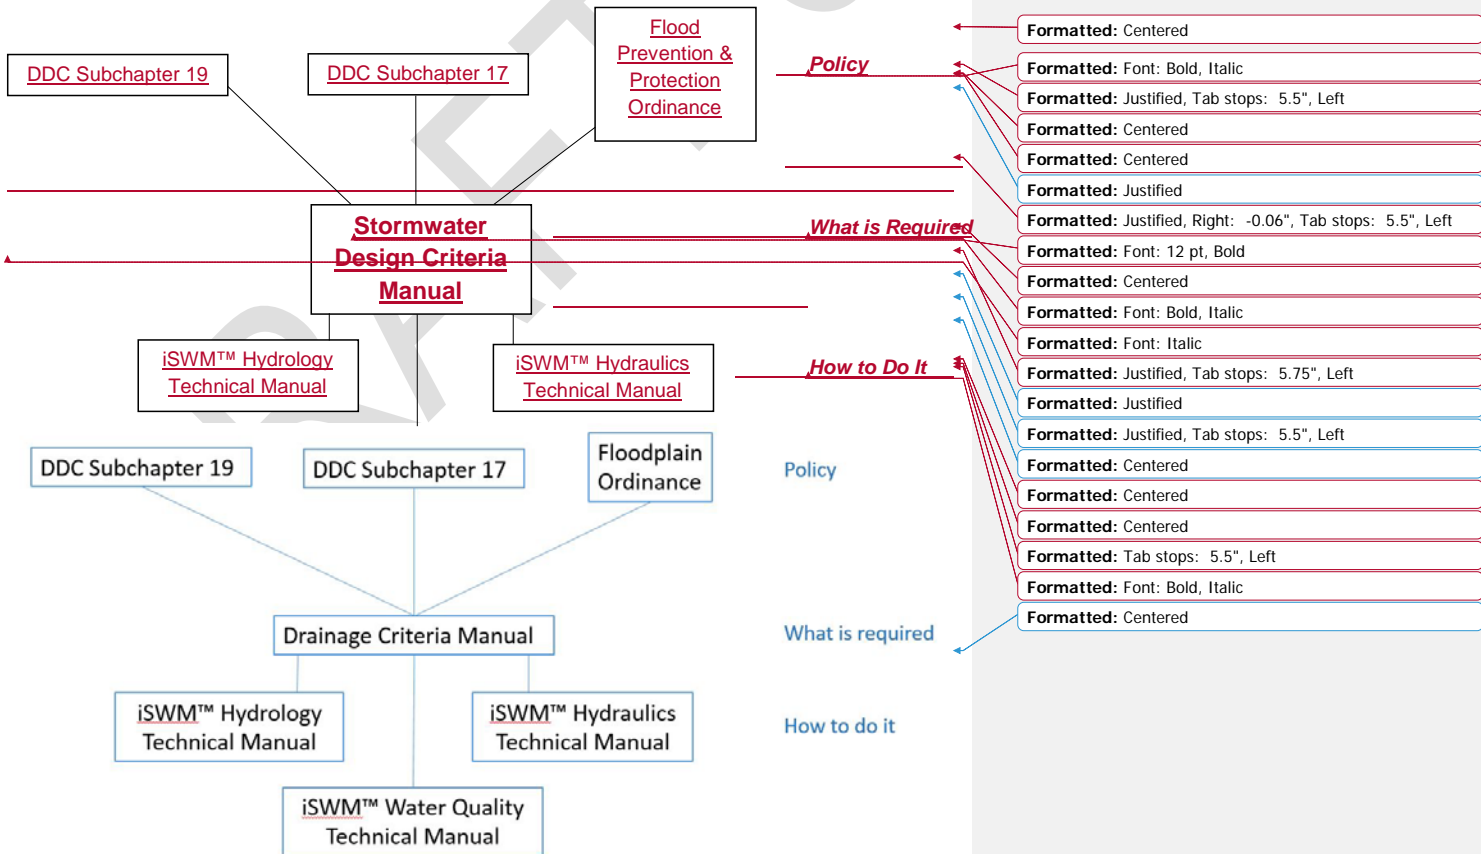 DDC Subchapter 19
DDC Subchapter 17
Flood
Prevention &
Protection
Ordinance
Policy
Stormwater
Design Criteria
Manual
What is Required
iSWM™ Hydrology
Technical Manual
iSWM™ Hydraulics
Technical Manual
How to Do It
DDC Subchapter 19
DDC Subchapter 17
Floodplain
Ordinance
Policy
Drainage Criteria Manual
What is required
iSWM™ Hydrology
Technical Manual
iSWM™ Hydraulics
Technical Manual
How to do it
iSWM™ Water Quality
Technical Manual
Formatted: Centered
Formatted: Font: Bold, Italic
Formatted: Justified, Tab stops: 5.5", Left
Formatted: Centered
Formatted: Centered
Formatted: Justified
Formatted: Justified, Right: -0.06", Tab stops: 5.5", Left
Formatted: Font: 12 pt, Bold
Formatted: Centered
Formatted: Font: Bold, Italic
Formatted: Font: Italic
Formatted: Justified, Tab stops: 5.75", Left
Formatted: Justified
Formatted: Justified, Tab stops: 5.5", Left
Formatted: Centered
Formatted: Centered
Formatted: Centered
Formatted: Tab stops: 5.5", Left
Formatted: Font: Bold, Italic
Formatted: Centered